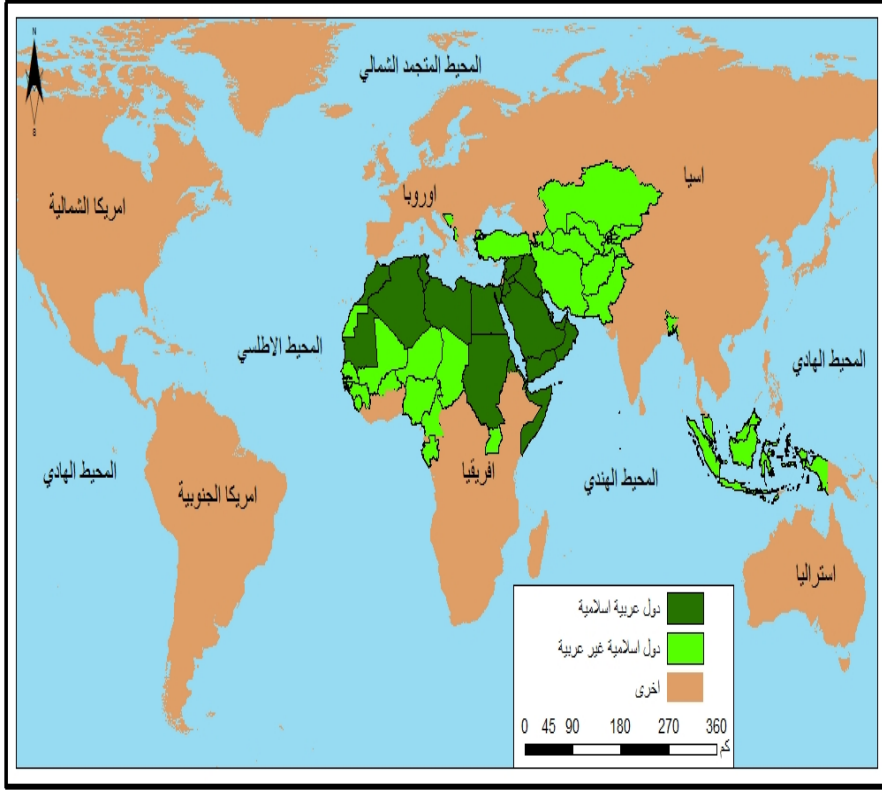 N
المحيط المتجمد الشمالي
اسيا
اوروبا
امريكا الشمالية
المحيط الاطلسي
المحيط الهادي
المحيط الهادي
افريقيا
المحيط الهندي
امريكا الجنوبية
استراليا
دول عربية اسلامية
دول اسلامية غير عربية
اخرى
0 45 90 180 270 360
كم